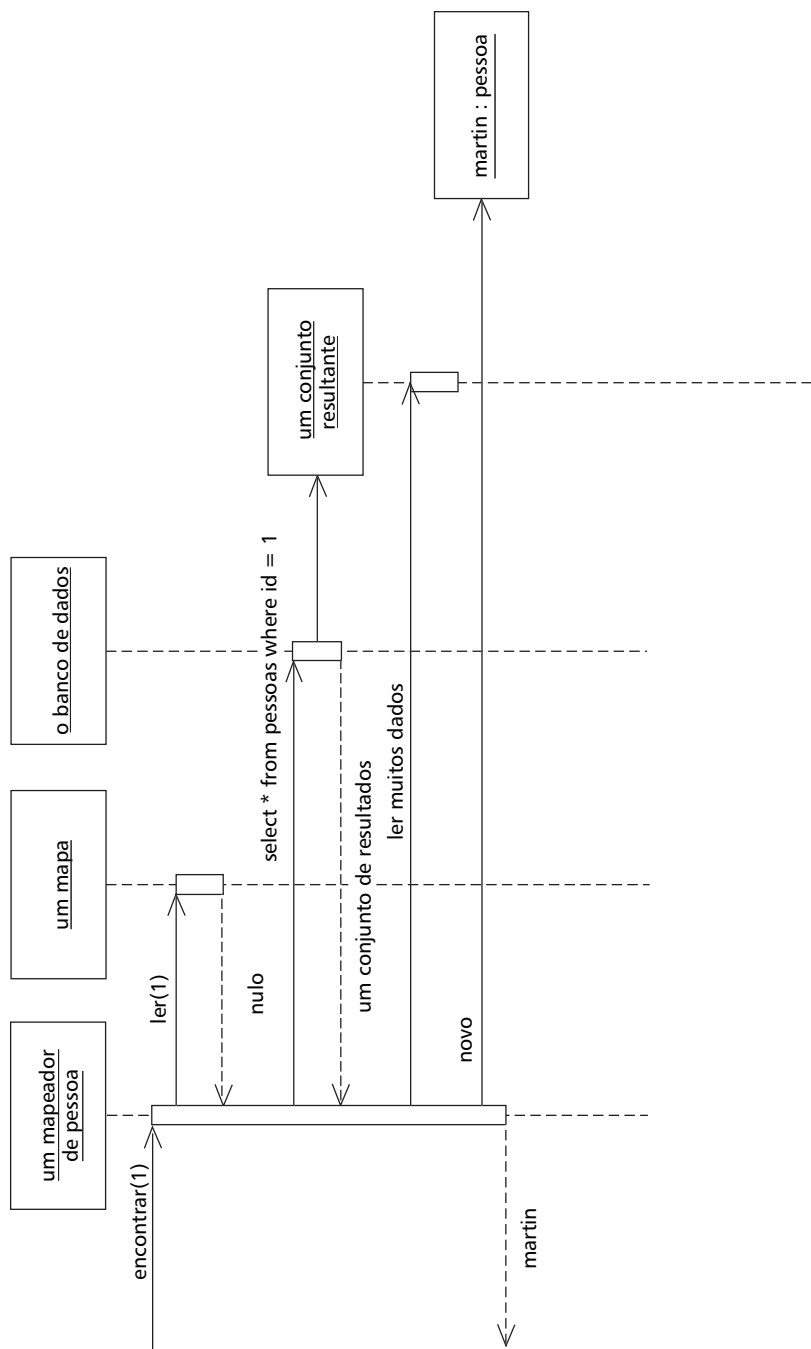 um mapeador
de pessoa
um mapa
o banco de dados
encontrar(1)
ler(1)
nulo
select * from pessoas where id = 1
um conjunto
resultante
um conjunto de resultados
ler muitos dados
novo
martin : pessoa
martin